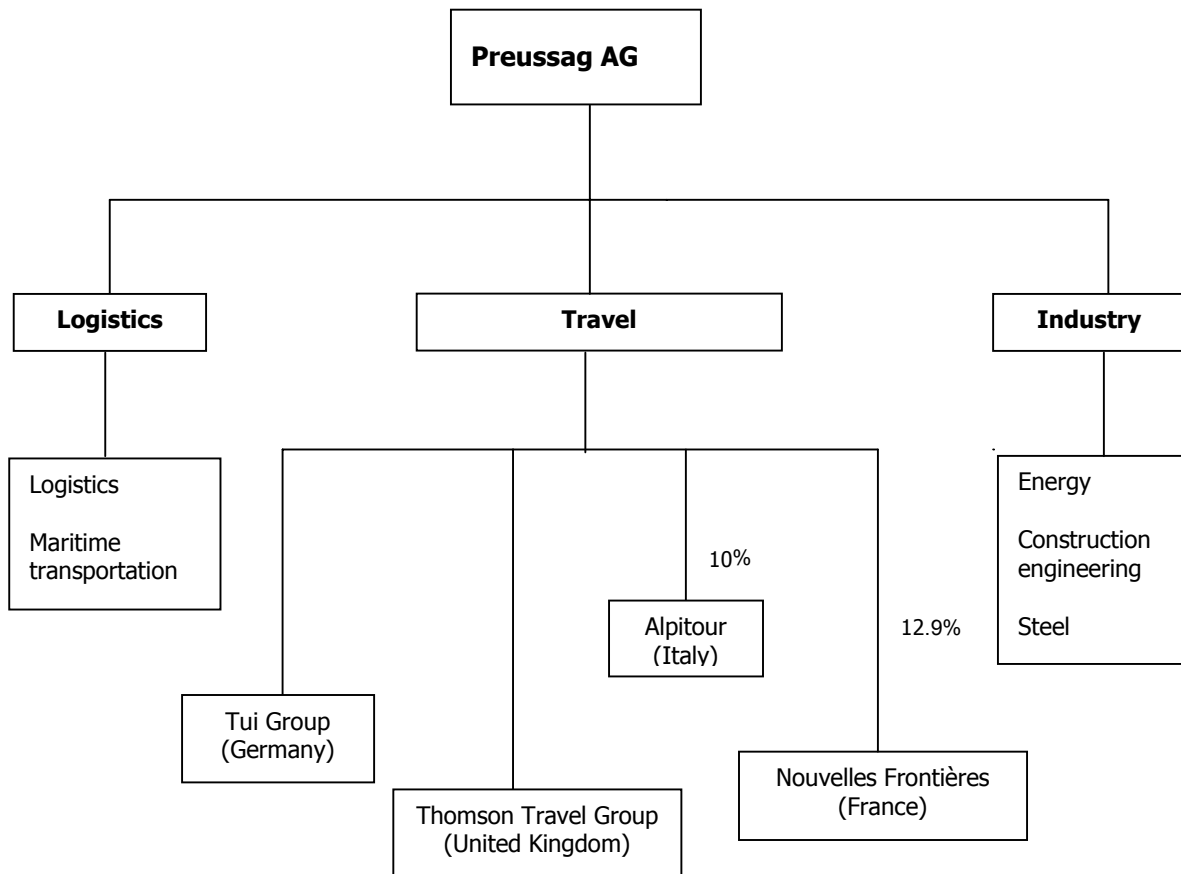 Preussag AG
Logistics
Travel
Industry
Logistics
Maritime
transportation
10%
Alpitour
(Italy)
12.9%
Energy
Construction
engineering
Steel
Tui Group
(Germany)
Thomson Travel Group
(United Kingdom)
Nouvelles Frontières
(France)